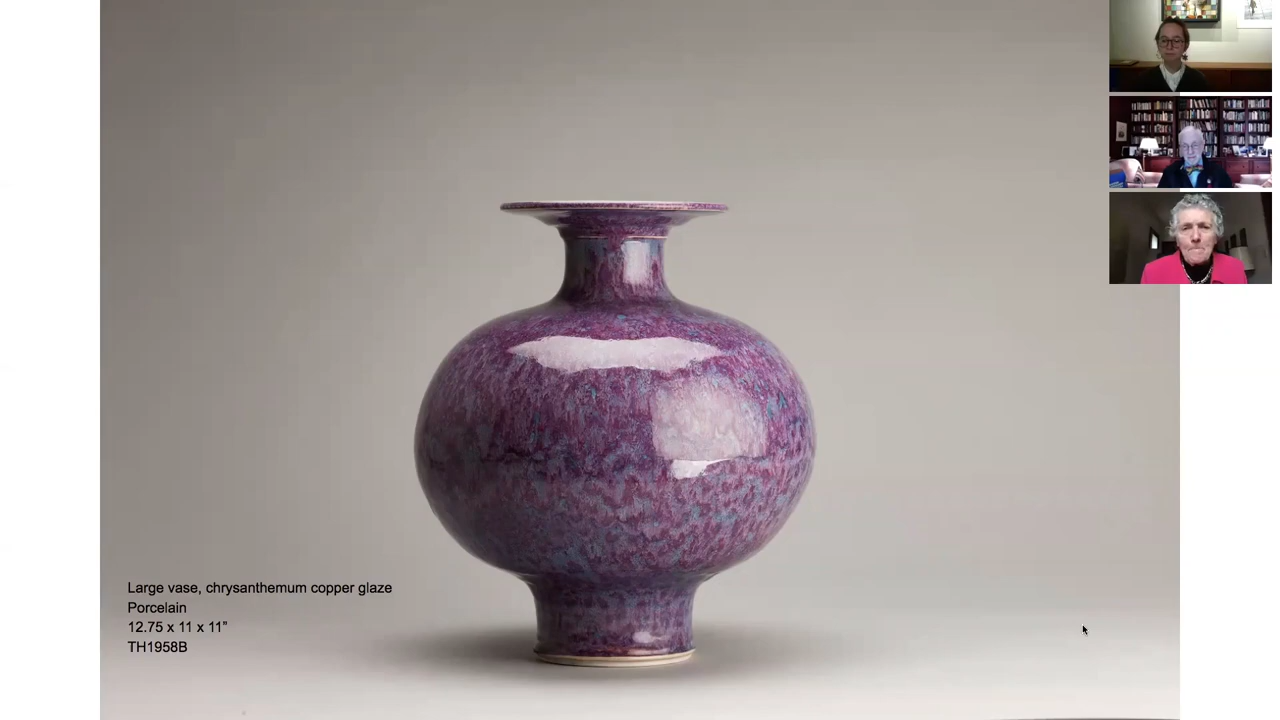 Large vase, chrysanthemum copper glaze
Porcelain
12.75 x 11 x 11”
TH1958B